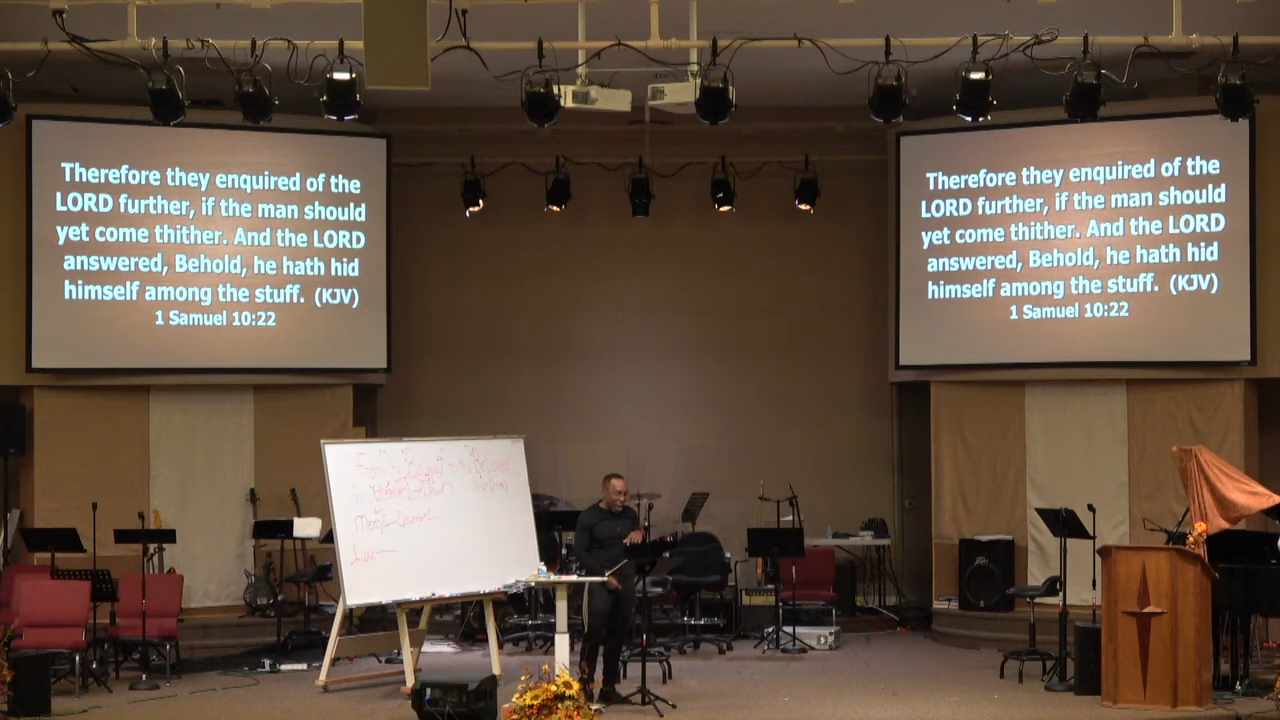 Therefore they enquired of the
LORD further, if the man should
yet come thither. And the LORD
answered, Behold, he hath hid
himself among the stuff. (KJV)
1 Samuel 10:22
From to the
Therefore they enquired of the
LORD further, if the man should
yet come thither. And the LORD
answered, Behold, he hath hid
himself among the stuff. (KJV)
1 Samuel 10:22